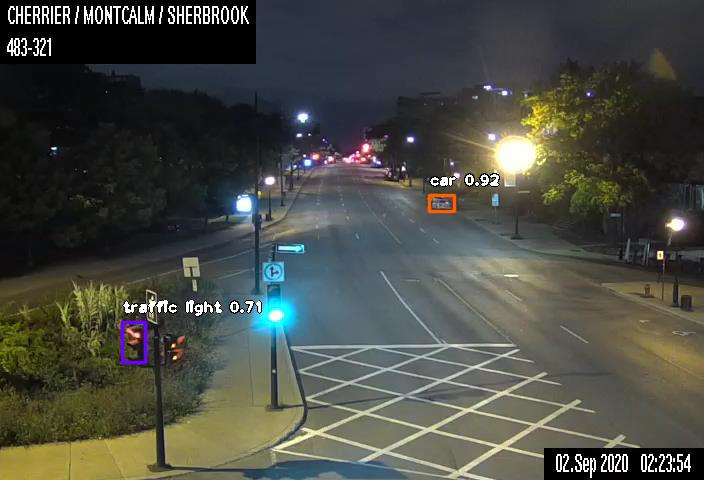 CHERRIER / MONTCALM / SHERBROOK
483-321
car 0.92
traffic light 0.71
02.Sep 2020 02:23:54